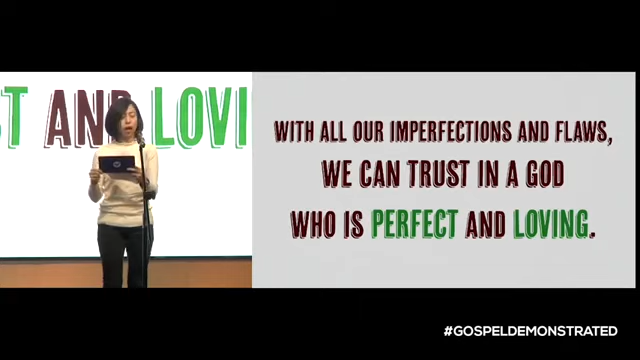 ST AND LOVI
WITH ALL OUR IMPERFECTIONS AND FLAWS,
WE CAN TRUST IN A GOD
WHO IS PERFECT AND LOVING.
#GOSPELDEMONSTRATED